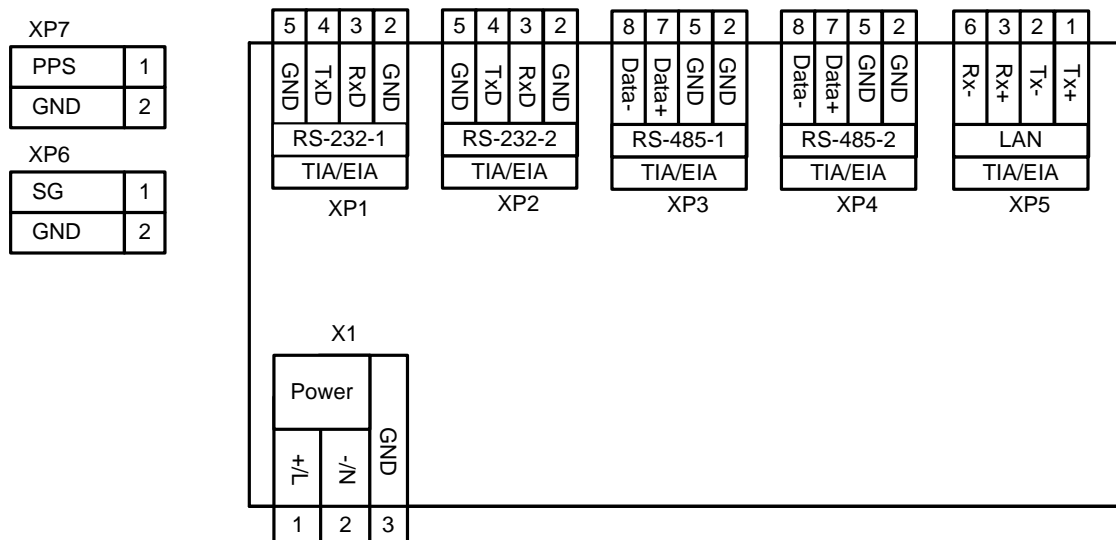 XP7
PPS 1
GND 2
XP6
SG 1
GND 2
5 4 3 2
GND TxD RxD GND
RS-232-1
TIA/EIA
XP1
5 4 3 2
GND TxD RxD GND
RS-232-2
TIA/EIA
XP2
8 7 5 2
Data- Data+ GND GND
RS-485-1
TIA/EIA
XP3
8 7 5 2
Data- Data+ GND GND
RS-485-2
TIA/EIA
XP4
6 3 2 1
Rx- Rx+ Tx- Tx+
LAN
TIA/EIA
XP5
X1
Power
+/L -/N GND
1 2 3